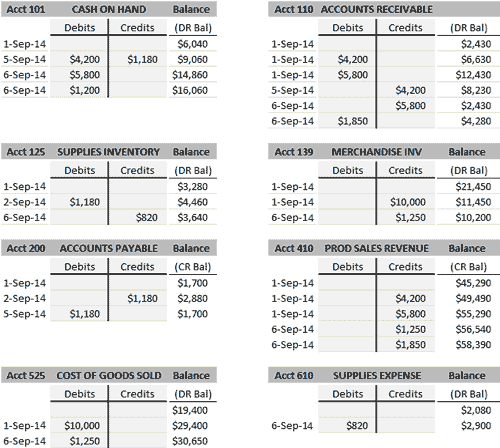 Acct 101 CASH ON HAND Balance
Debits Credits (DR Bal)
1-Sep-14 $6,040
5-Sep-14 $4,200 $1,180 $9,060
6-Sep-14 $5,800 $14,860
6-Sep-14 $1,200 $16,060
Acct 110 ACCOUNTS RECEIVABLE
Debits Credits (DR Bal)
1-Sep-14 $2,430
1-Sep-14 $4,200 $6,630
1-Sep-14 $5,800 $12,430
5-Sep-14 $4,200 $8,230
6-Sep-14 $5,800 $2,430
6-Sep-14 $1,850 $4,280
Acct 125 SUPPLIES INVENTORY Balance
Debits Credits (DR Bal)
1-Sep-14 $3,280
2-Sep-14 $1,180 $4,460
6-Sep-14 $820 $3,640
Acct 139 MERCHANDISE INV Balance
Debits Credits (DR Bal)
1-Sep-14 $21,450
1-Sep-14 $10,000 $11,450
6-Sep-14 $1,250 $10,200
Acct 200 ACCOUNTS PAYABLE Balance
Debits Credits (CR Bal)
1-Sep-14 $1,700
2-Sep-14 $1,180 $2,880
5-Sep-14 $1,180 $1,700
Acct 410 PROD SALES REVENUE Balance
Debits Credits (CR Bal)
1-Sep-14 $45,290
1-Sep-14 $4,200 $49,490
1-Sep-14 $5,800 $55,290
6-Sep-14 $1,250 $56,540
6-Sep-14 $1,850 $58,390
Acct 525 COST OF GOODS SOLD Balance
Debits Credits (DR Bal)
$19,400
1-Sep-14 $10,000 $29,400
6-Sep-14 $1,250 $30,650
Acct 610 SUPPLIES EXPENSE Balance
Debits Credits (DR Bal)
$2,080
6-Sep-14 $820 $2,900